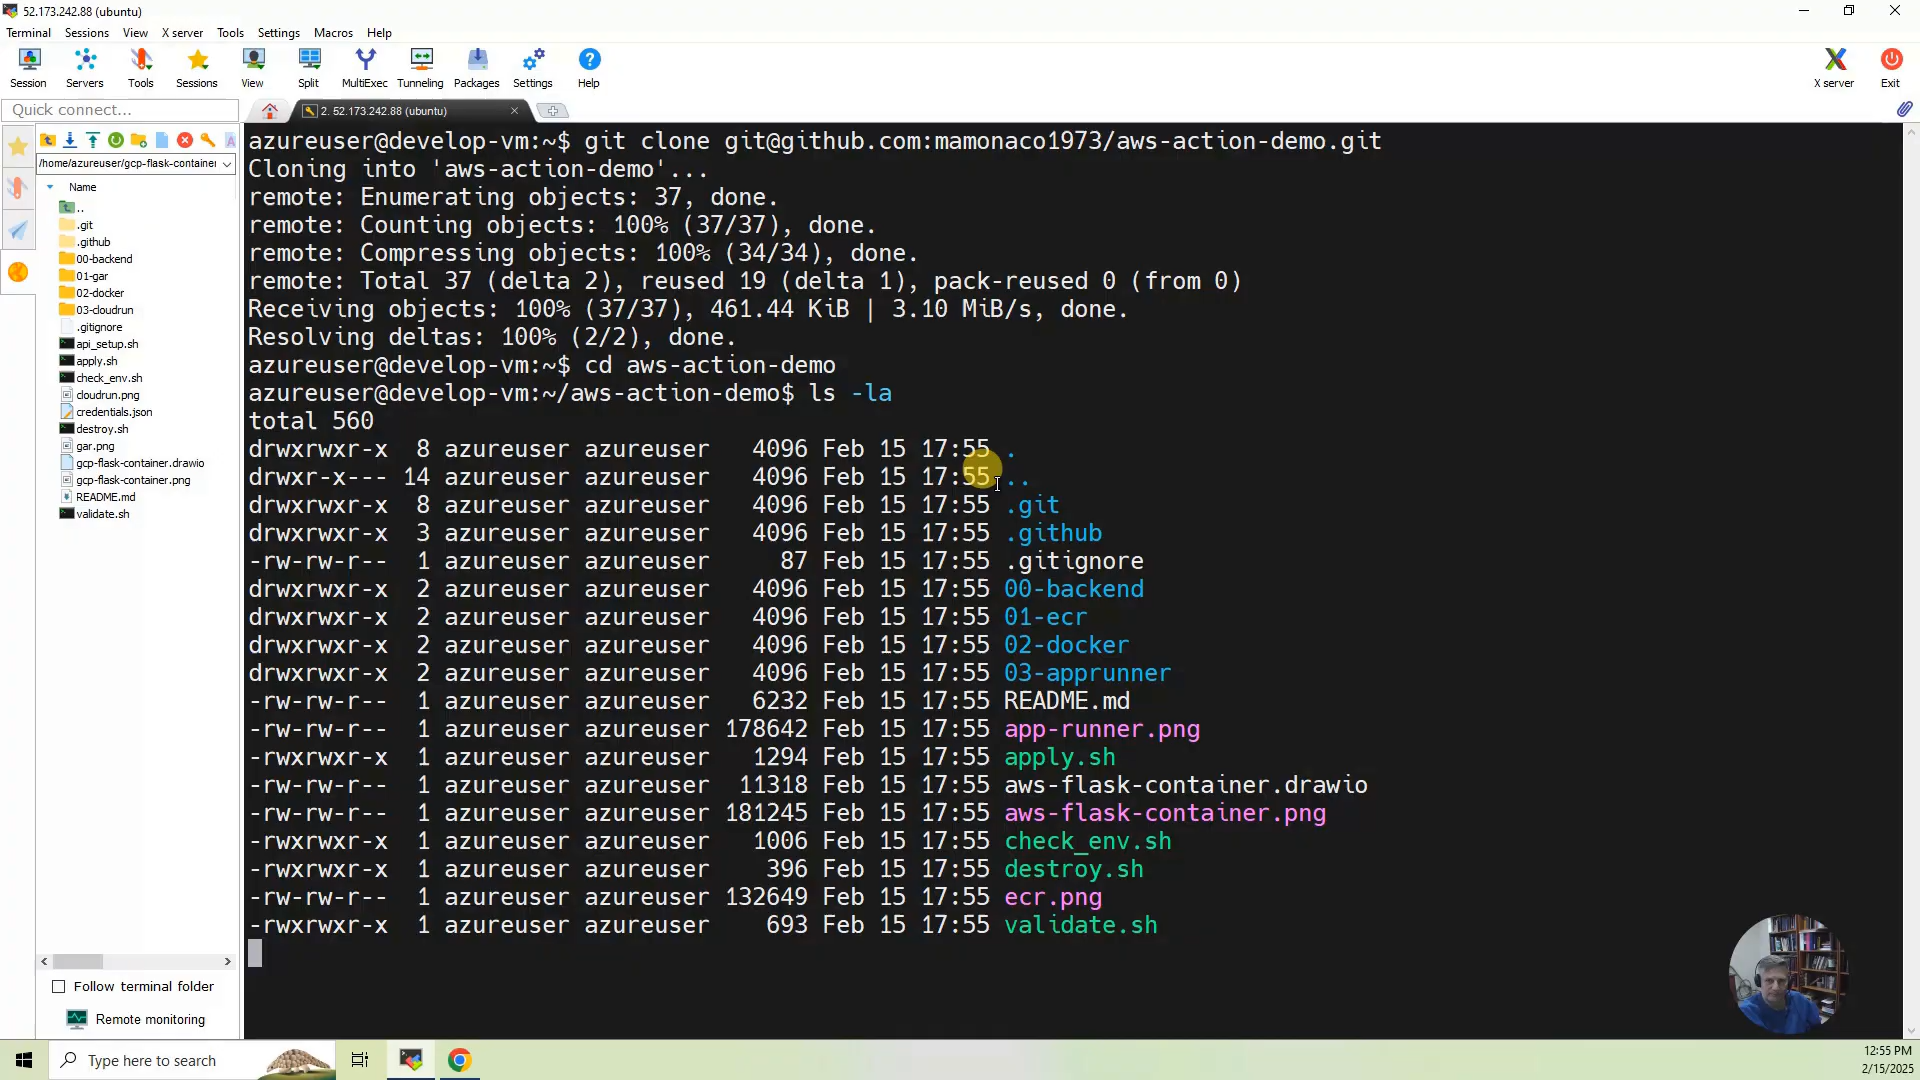 52.173.242.88 (ubuntu)
Terminal Sessions View X server Tools Settings Macros Help
Session Servers Tools Sessions View Split MultiExec Tunneling Packages Settings Help X server Exit
Quick connect...
2. 52.173.242.88 (ubuntu)
/home/azureuser/gcp-flask-container
Name
..
.git
.github
00-backend
01-gar
02-docker
03-cloudrun
.gitignore
api_setup.sh
apply.sh
check_env.sh
cloudrun.png
credentials.json
destroy.sh
gar.png
gcp-flask-container.drawio
gcp-flask-container.png
README.md
validate.sh
Follow terminal folder
Remote monitoring
azureuser@develop-vm:~$ git clone git@github.com:mamonaco1973/aws-action-demo.git
Cloning into 'aws-action-demo'...
remote: Enumerating objects: 37, done.
remote: Counting objects: 100% (37/37), done.
remote: Compressing objects: 100% (34/34), done.
remote: Total 37 (delta 2), reused 19 (delta 1), pack-reused 0 (from 0)
Receiving objects: 100% (37/37), 461.44 KiB | 3.10 MiB/s, done.
Resolving deltas: 100% (2/2), done.
azureuser@develop-vm:~$ cd aws-action-demo
azureuser@develop-vm:~/aws-action-demo$ ls -la
total 560
drwxrwxr-x 8 azureuser azureuser 4096 Feb 15 17:55 .
drwxr-x--- 14 azureuser azureuser 4096 Feb 15 17:55 ..
drwxrwxr-x 8 azureuser azureuser 4096 Feb 15 17:55 .git
drwxrwxr-x 3 azureuser azureuser 4096 Feb 15 17:55 .github
-rw-rw-r-- 1 azureuser azureuser 87 Feb 15 17:55 .gitignore
drwxrwxr-x 2 azureuser azureuser 4096 Feb 15 17:55 00-backend
drwxrwxr-x 2 azureuser azureuser 4096 Feb 15 17:55 01-ecr
drwxrwxr-x 2 azureuser azureuser 4096 Feb 15 17:55 02-docker
drwxrwxr-x 2 azureuser azureuser 4096 Feb 15 17:55 03-apprunner
-rw-rw-r-- 1 azureuser azureuser 6232 Feb 15 17:55 README.md
-rw-rw-r-- 1 azureuser azureuser 178642 Feb 15 17:55 app-runner.png
-rwxrwxr-x 1 azureuser azureuser 1294 Feb 15 17:55 apply.sh
-rw-rw-r-- 1 azureuser azureuser 11318 Feb 15 17:55 aws-flask-container.drawio
-rw-rw-r-- 1 azureuser azureuser 181245 Feb 15 17:55 aws-flask-container.png
-rwxrwxr-x 1 azureuser azureuser 1006 Feb 15 17:55 check_env.sh
-rwxrwxr-x 1 azureuser azureuser 396 Feb 15 17:55 destroy.sh
-rw-rw-r-- 1 azureuser azureuser 132649 Feb 15 17:55 ecr.png
-rwxrwxr-x 1 azureuser azureuser 693 Feb 15 17:55 validate.sh
Type here to search
12:55 PM
2/15/2025